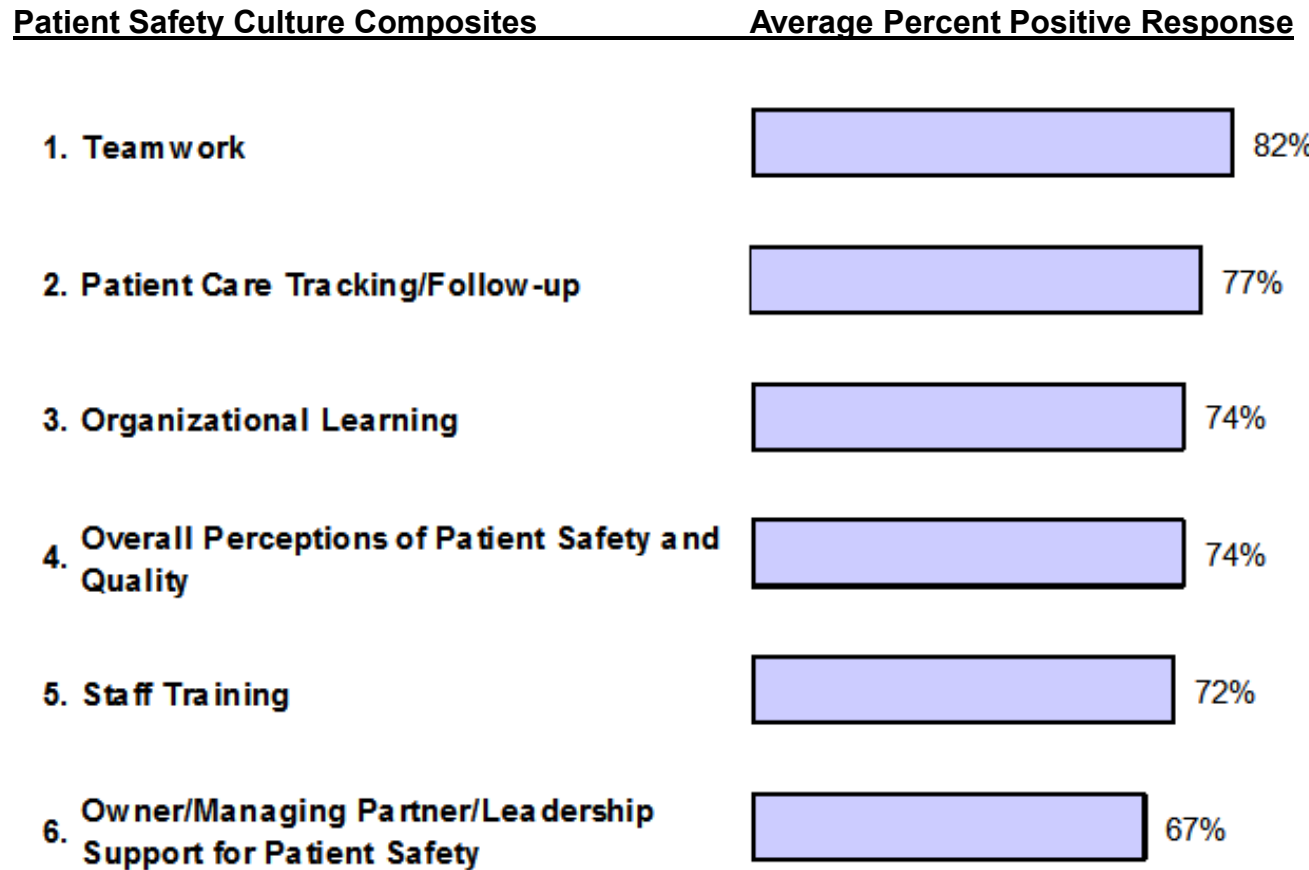 Patient Safety Culture Composites Average Percent Positive Response
1. Teamwork 82%
2. Patient Care Tracking/Follow-up 77%
3. Organizational Learning 74%
4. Overall Perceptions of Patient Safety and
Quality 74%
5. Staff Training 72%
6. Owner/Managing Partner/Leadership
Support for Patient Safety 67%